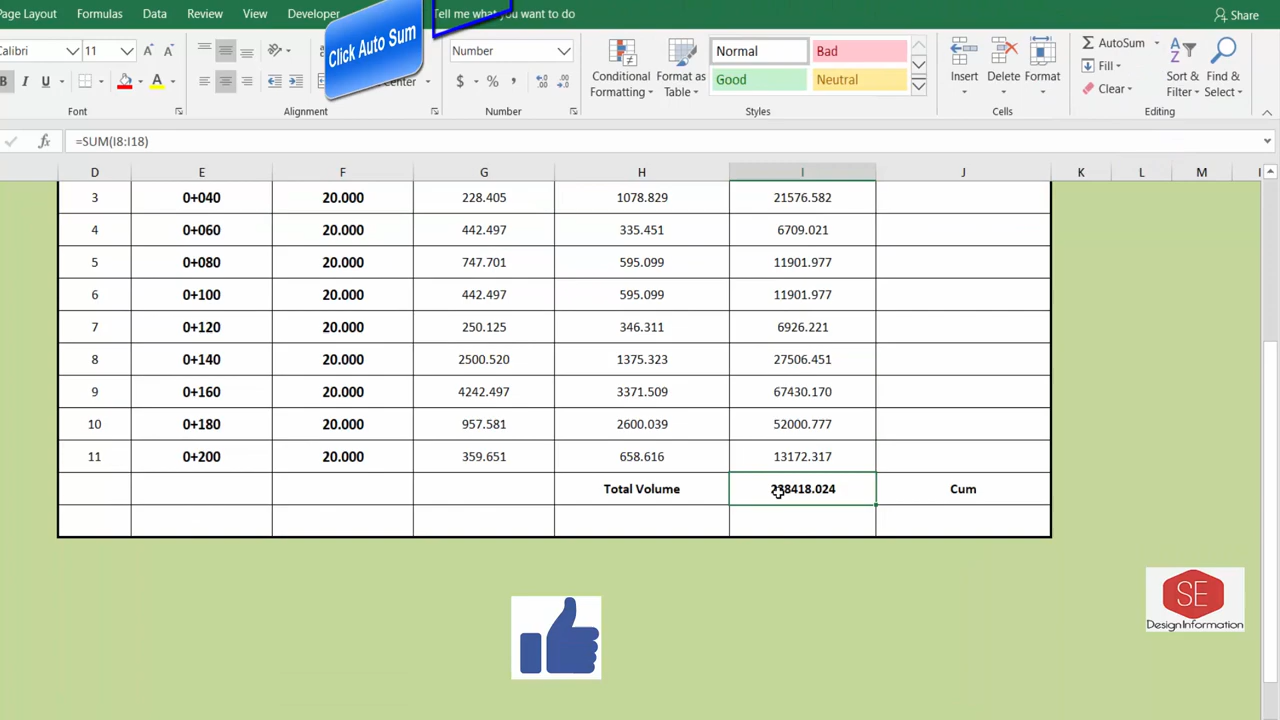 Page Layout Formulas Data Review View Developer Tell me what you want to do Share
Click Auto Sum
Calibri 11 Number Normal Bad AutoSum
Conditional Formatting Format as Table Good Neutral Insert Delete Format Fill Clear Sort & Filter Find & Select
B I U A $ % , Center
Font Alignment Number Styles Cells Editing
fx =SUM(I8:I18)
D E F G H I J K L M
3 0+040 20.000 228.405 1078.829 21576.582
4 0+060 20.000 442.497 335.451 6709.021
5 0+080 20.000 747.701 595.099 11901.977
6 0+100 20.000 442.497 595.099 11901.977
7 0+120 20.000 250.125 346.311 6926.221
8 0+140 20.000 2500.520 1375.323 27506.451
9 0+160 20.000 4242.497 3371.509 67430.170
10 0+180 20.000 957.581 2600.039 52000.777
11 0+200 20.000 359.651 658.616 13172.317
Total Volume Cum
SE
Design Information